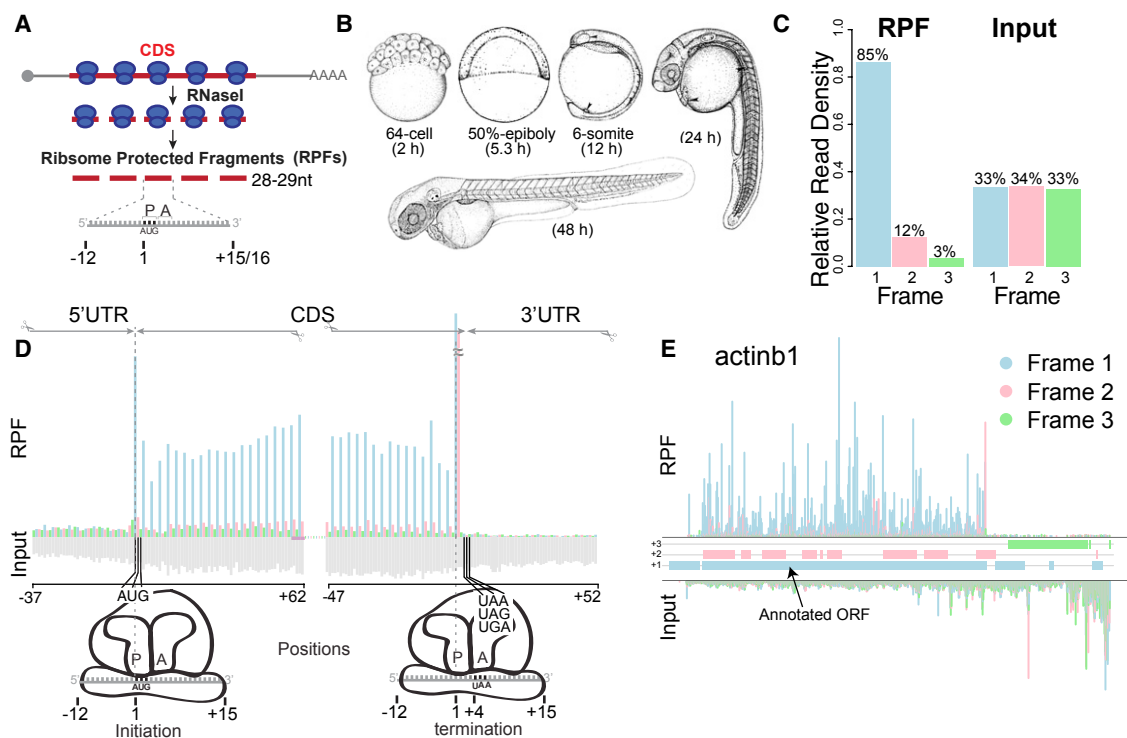 A
CDS
AAAA
RNaseI
Ribsome Protected Fragments (RPFs)
28-29nt
P A
5' 3'
AUG
-12 1 +15/16
B
64-cell
(2 h)
50%-epiboly
(5.3 h)
6-somite
(12 h)
(24 h)
(48 h)
C
RPF Input
Relative Read Density
0.0 0.2 0.4 0.6 0.8 1.0
85%
12%
3%
33% 34% 33%
1 2 3 1 2 3
Frame Frame
5'UTR CDS 3'UTR
D
RPF
Input
≈
-37 AUG +62
-47 +52
UAA
UAG
UGA
Positions
P A
5' 3'
AUG
-12 1 +15
Initiation
P A
5' 3'
UAA
-12 1 +4 +15
termination
E
actinb1
Frame 1
Frame 2
Frame 3
RPF
+3
+2
+1
Annotated ORF
Input